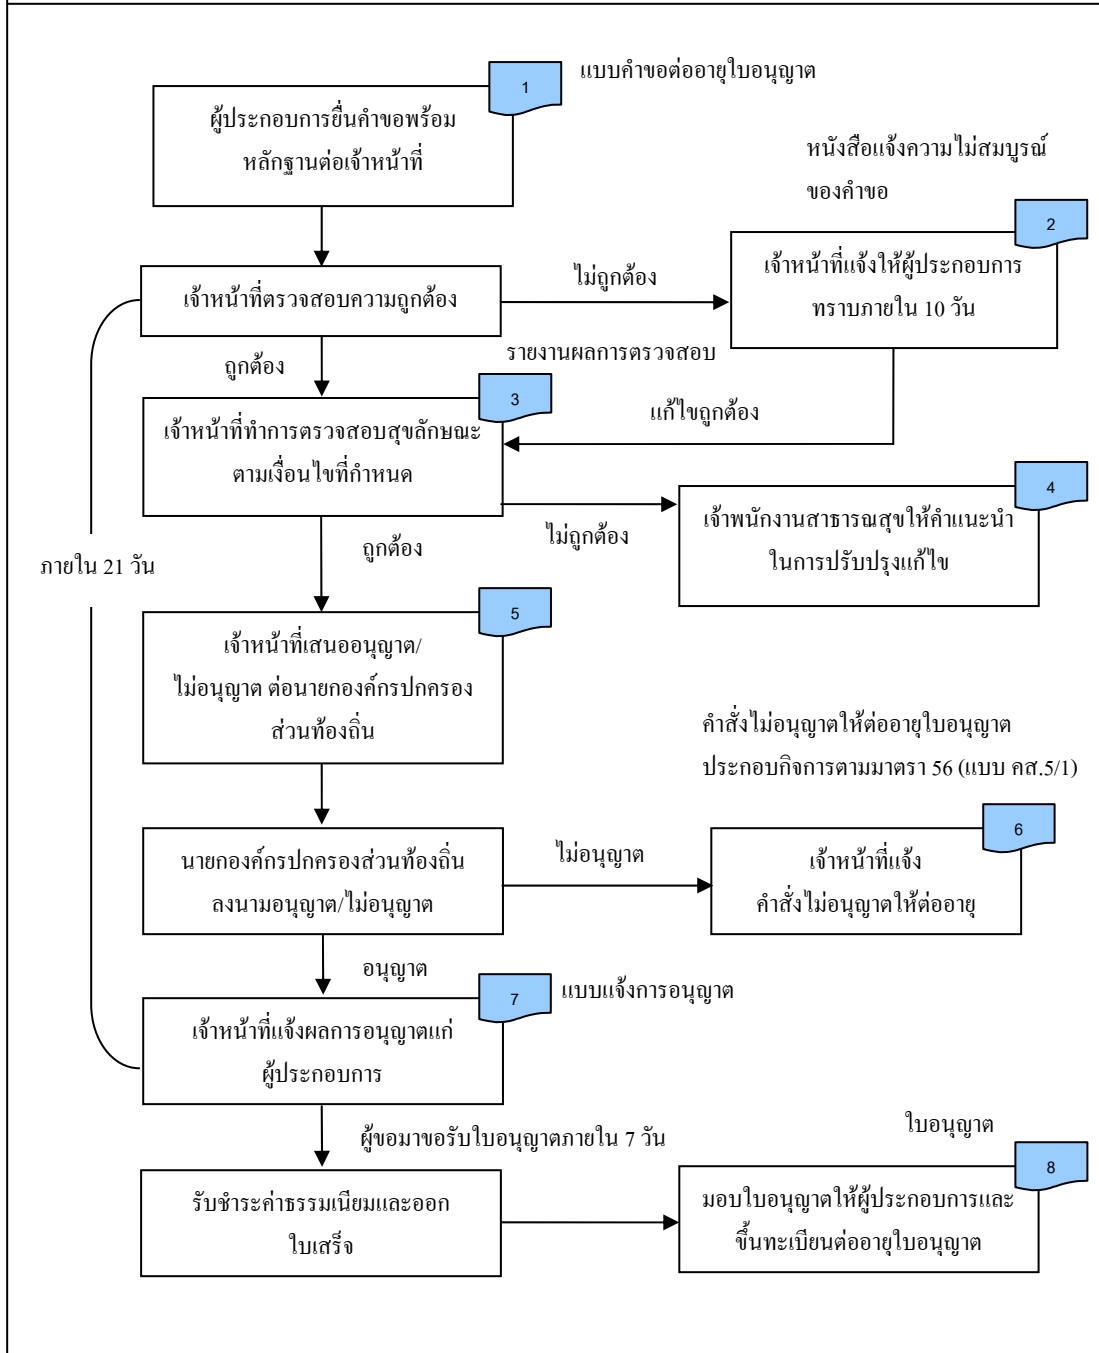 แบบคำขอต่ออายุใบอนุญาต
1
ผู้ประกอบการยื่นคำขอพร้อม
หลักฐานต่อเจ้าหน้าที่
หนังสือแจ้งความไม่สมบูรณ์
ของคำขอ
2
เจ้าหน้าที่แจ้งให้ผู้ประกอบการ
ทราบภายใน 10 วัน
ไม่ถูกต้อง
เจ้าหน้าที่ตรวจสอบความถูกต้อง
ถูกต้อง
รายงานผลการตรวจสอบ
3
แก้ไขถูกต้อง
เจ้าหน้าที่ทำการตรวจสอบสุขลักษณะ
ตามเงื่อนไขที่กำหนด
4
ไม่ถูกต้อง
เจ้าพนักงานสาธารณสุขให้คำแนะนำ
ในการปรับปรุงแก้ไข
ถูกต้อง
ภายใน 21 วัน
5
เจ้าหน้าที่เสนออนุญาต/
ไม่อนุญาต ต่อนายกองค์กรปกครอง
ส่วนท้องถิ่น
คำสั่งไม่อนุญาตให้ต่ออายุใบอนุญาต
ประกอบกิจการตามมาตรา 56 (แบบ คส.5/1)
6
นายกองค์กรปกครองส่วนท้องถิ่น
ลงนามอนุญาต/ไม่อนุญาต
ไม่อนุญาต
เจ้าหน้าที่แจ้ง
คำสั่งไม่อนุญาตให้ต่ออายุ
อนุญาต
7
แบบแจ้งการอนุญาต
เจ้าหน้าที่แจ้งผลการอนุญาตแก่
ผู้ประกอบการ
ผู้ขอมาขอรับใบอนุญาตภายใน 7 วัน
ใบอนุญาต
8
รับชำระค่าธรรมเนียมและออก
ใบเสร็จ
มอบใบอนุญาตให้ผู้ประกอบการและ
ขึ้นทะเบียนต่ออายุใบอนุญาต